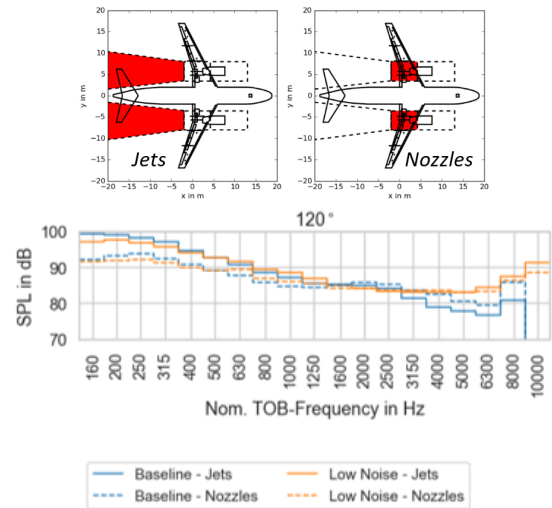 20
15
10
5
0
−5
−10
−15
−20
y in m
−20 −15 −10 −5 0 5 10 15 20
x in m
Jets
20
15
10
5
0
−5
−10
−15
−20
y in m
−20 −15 −10 −5 0 5 10 15 20
x in m
Nozzles
120°
SPL in dB
100
90
80
70
160 200 250 315 400 500 630 800 1000 1250 1600 2000 2500 3150 4000 5000 6300 8000 10000
Nom. TOB-Frequency in Hz
Baseline - Jets
Baseline - Nozzles
Low Noise - Jets
Low Noise - Nozzles